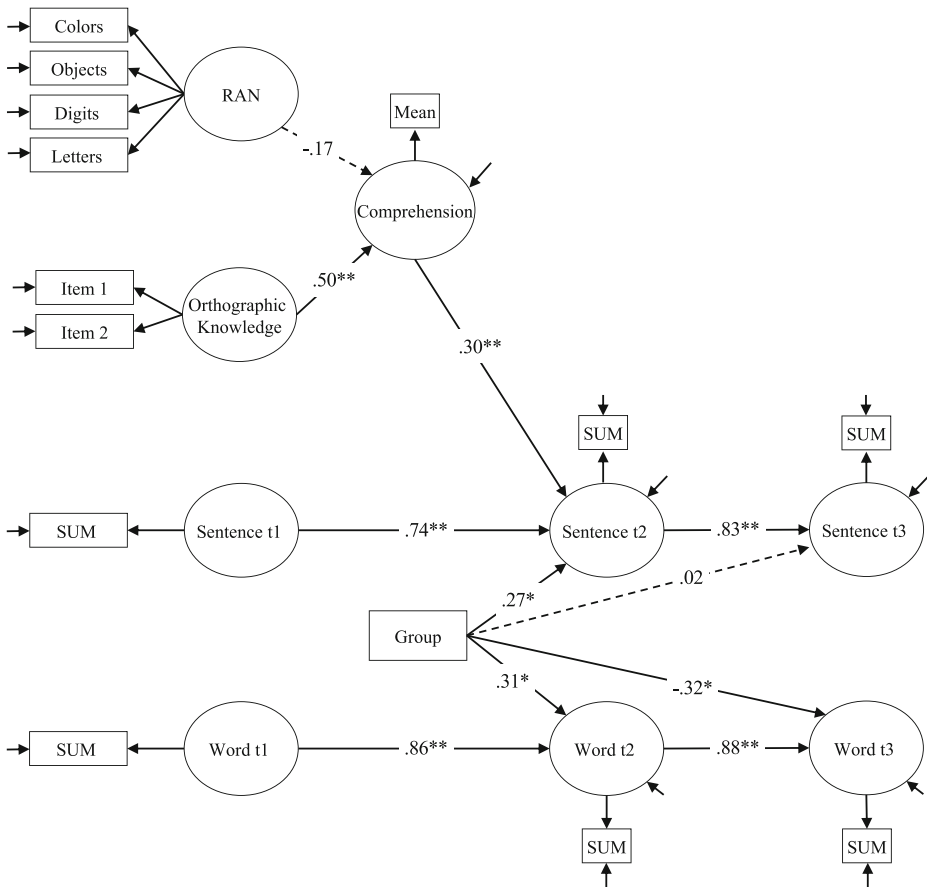 Colors
Objects
Digits
Letters
RAN
Mean
-.17
Comprehension
.50**
Item 1
Item 2
Orthographic
Knowledge
.30**
SUM
SUM
SUM
Sentence t1
.74**
Sentence t2
.83**
Sentence t3
.27*
.02
Group
.31*
-.32*
SUM
Word t1
.86**
Word t2
.88**
Word t3
SUM
SUM